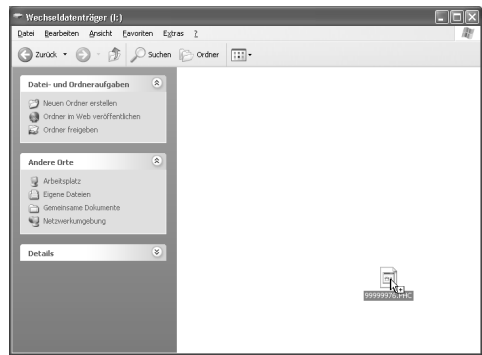 Wechseldatenträger (I:)
Datei Bearbeiten Ansicht Favoriten Extras ?
Zurück Suchen Ordner
Datei- und Ordneraufgaben
Neuen Ordner erstellen
Ordner im Web veröffentlichen
Ordner freigeben
Andere Orte
Arbeitsplatz
Eigene Dateien
Gemeinsame Dokumente
Netzwerkumgebung
Details